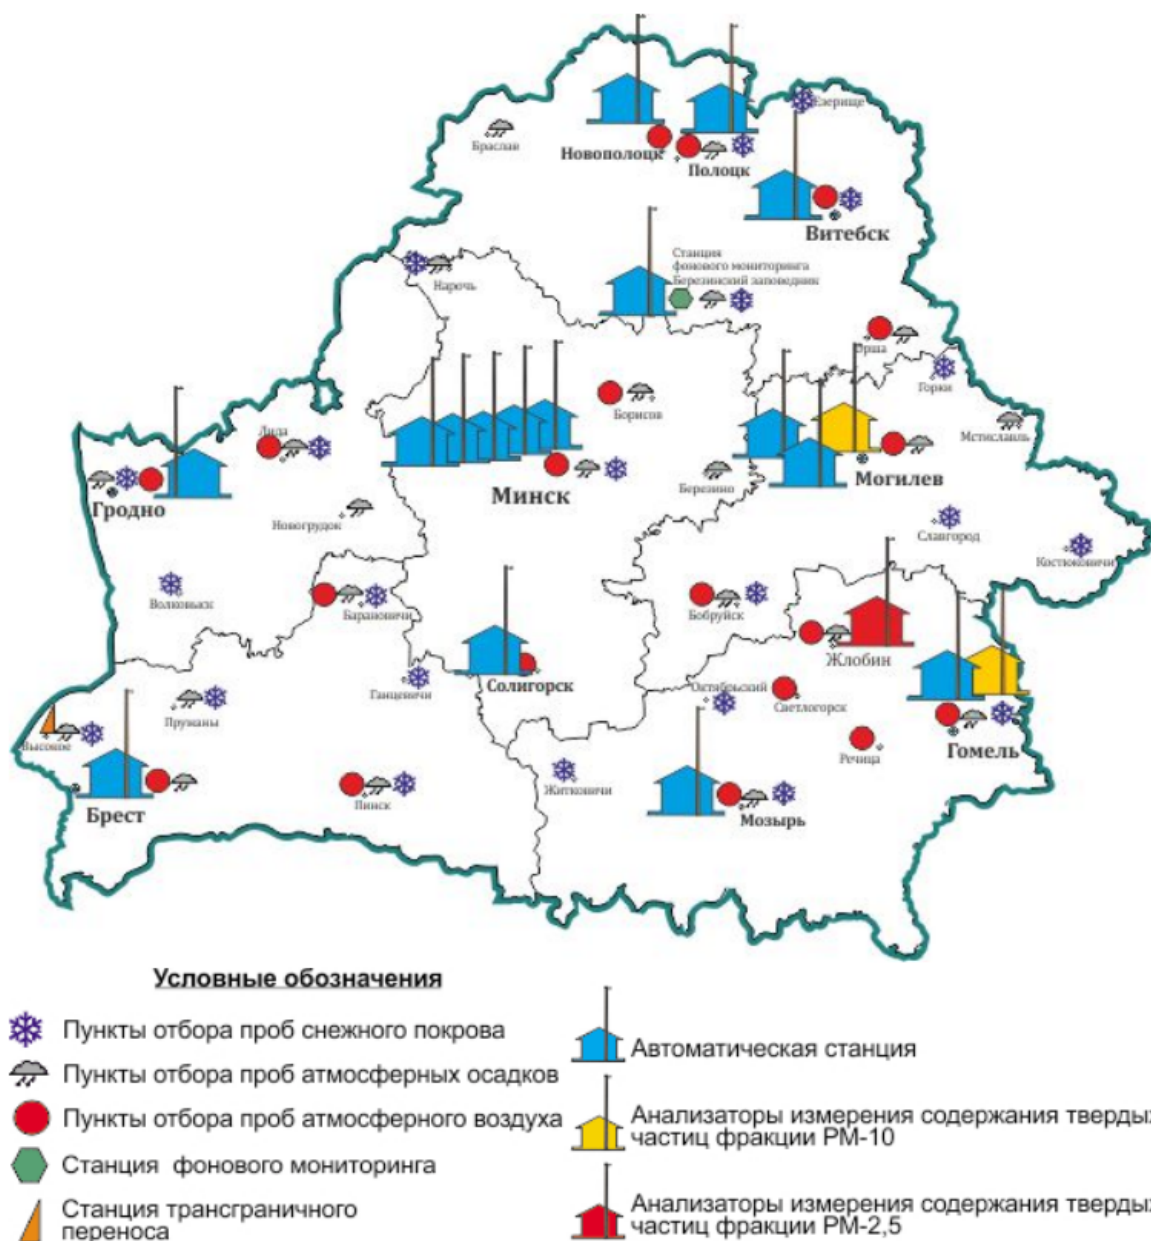 Езерище
Браслав
Новополоцк
Полоцк
Витебск
Станция
фонового мониторинга
Березинский заповедник
Нарочь
Орша
Горки
Борисов
Мстиславль
Лида
Минск
Березино
Могилев
Гродно
Новогрудок
Славгород
Костюковичи
Волковыск
Барановичи
Бобруйск
Жлобин
Солигорск
Ганцевичи
Октябрьский
Светлогорск
Пружаны
Высокое
Речица
Гомель
Житковичи
Пинск
Брест
Мозырь
Условные обозначения
Пункты отбора проб снежного покрова
Пункты отбора проб атмосферных осадков
Пункты отбора проб атмосферного воздуха
Станция фонового мониторинга
Станция трансграничного
переноса
Автоматическая станция
Анализаторы измерения содержания твердых
частиц фракции РМ-10
Анализаторы измерения содержания твердых
частиц фракции РМ-2,5